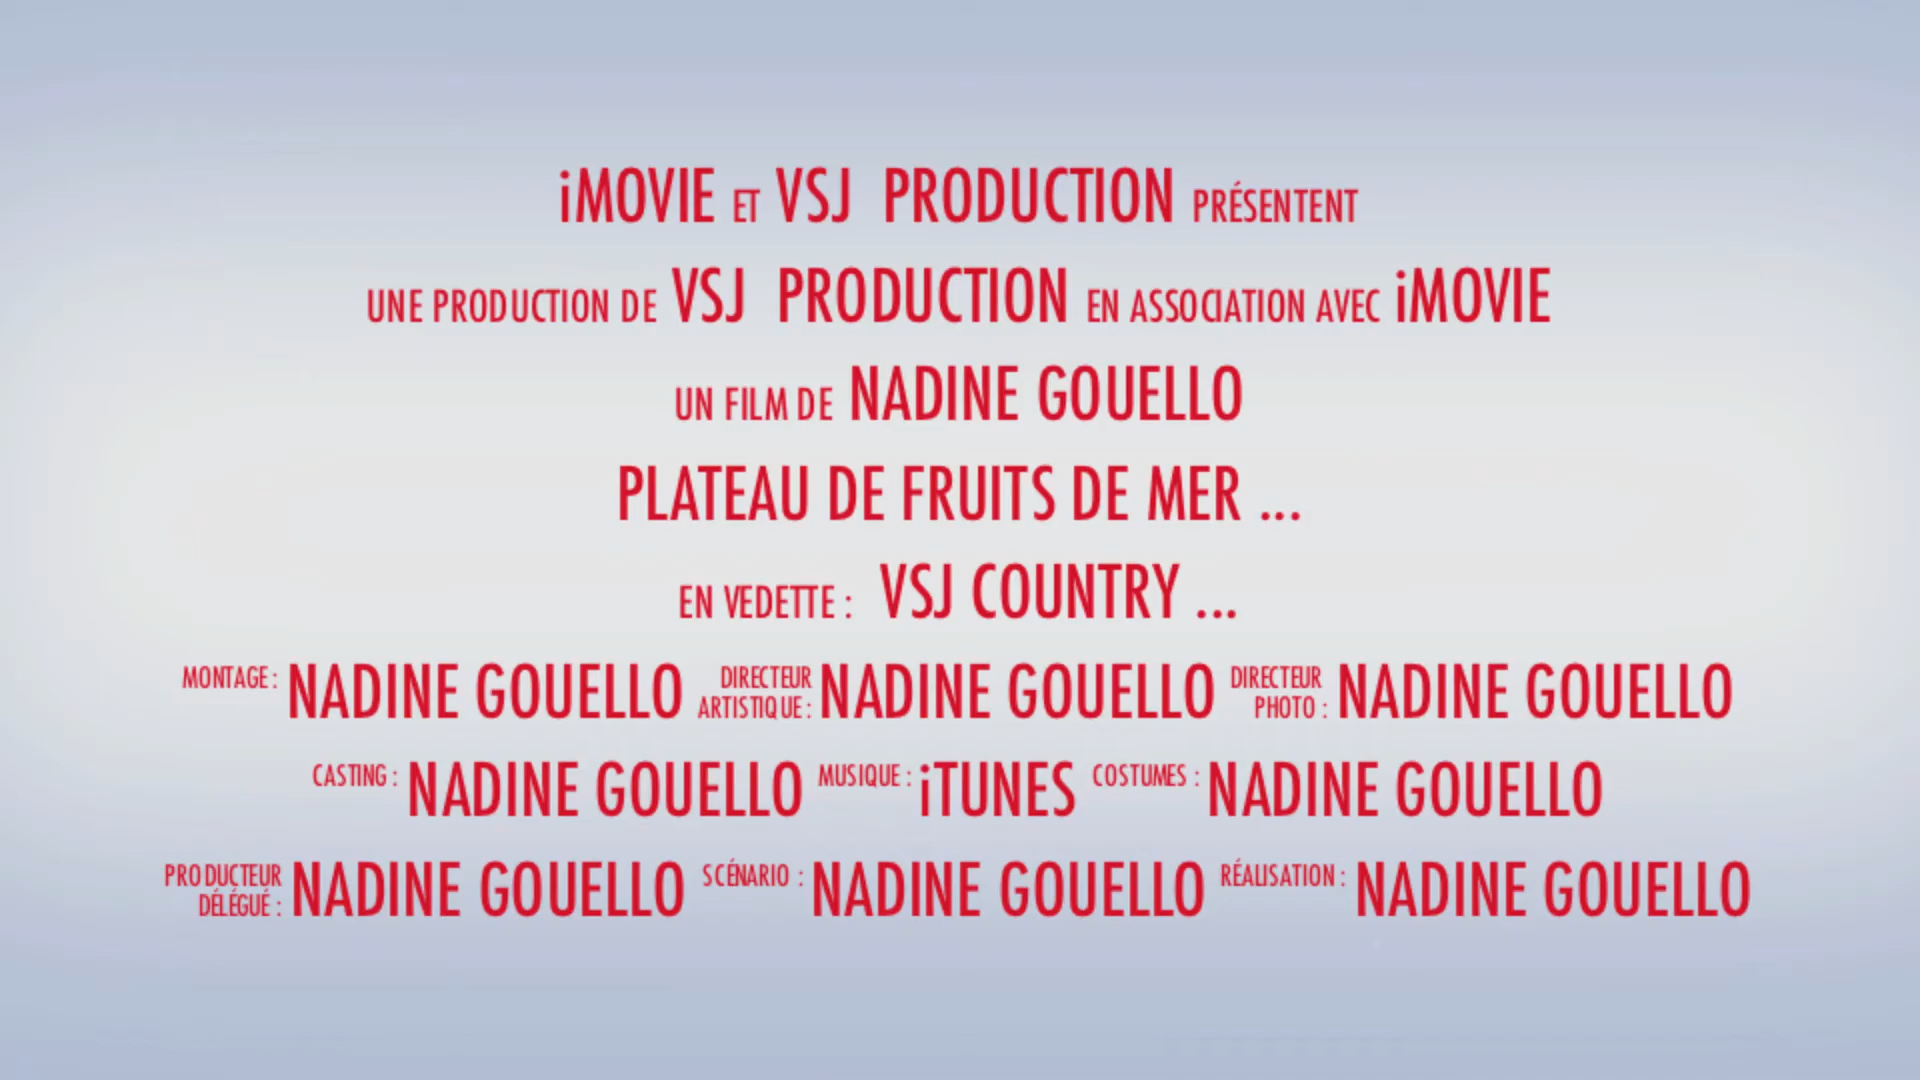 iMOVIE ET VSJ PRODUCTION PRÉSENTENT
UNE PRODUCTION DE VSJ PRODUCTION EN ASSOCIATION AVEC iMOVIE
UN FILM DE NADINE GOUELLO
PLATEAU DE FRUITS DE MER ...
EN VEDETTE : VSJ COUNTRY ...
MONTAGE : NADINE GOUELLO DIRECTEUR ARTISTIQUE : NADINE GOUELLO DIRECTEUR PHOTO : NADINE GOUELLO
CASTING : NADINE GOUELLO MUSIQUE : iTUNES COSTUMES : NADINE GOUELLO
PRODUCTEUR DÉLÉGUÉ : NADINE GOUELLO SCÉNARIO : NADINE GOUELLO RÉALISATION : NADINE GOUELLO